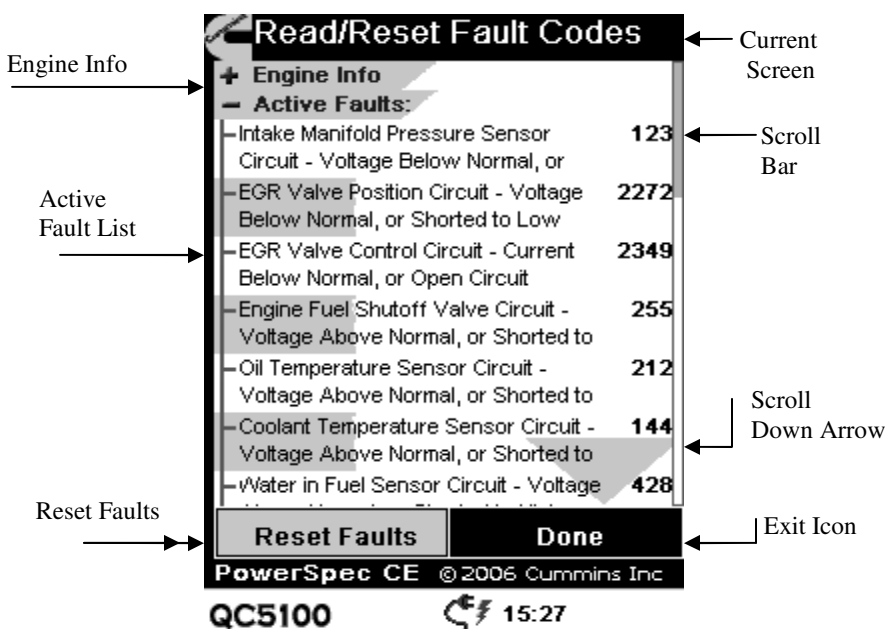 Read/Reset Fault Codes
Current
Screen
Engine Info
+ Engine Info
− Active Faults:
Intake Manifold Pressure Sensor 123
Circuit - Voltage Below Normal, or
Scroll
Bar
EGR Valve Position Circuit - Voltage 2272
Below Normal, or Shorted to Low
Active
Fault List
EGR Valve Control Circuit - Current 2349
Below Normal, or Open Circuit
Engine Fuel Shutoff Valve Circuit - 255
Voltage Above Normal, or Shorted to
Oil Temperature Sensor Circuit - 212
Voltage Above Normal, or Shorted to
Coolant Temperature Sensor Circuit - 144
Voltage Above Normal, or Shorted to
Scroll
Down Arrow
Water in Fuel Sensor Circuit - Voltage 428
Reset Faults
Reset Faults
Done
Exit Icon
PowerSpec CE ©2006 Cummins Inc
QC5100 15:27